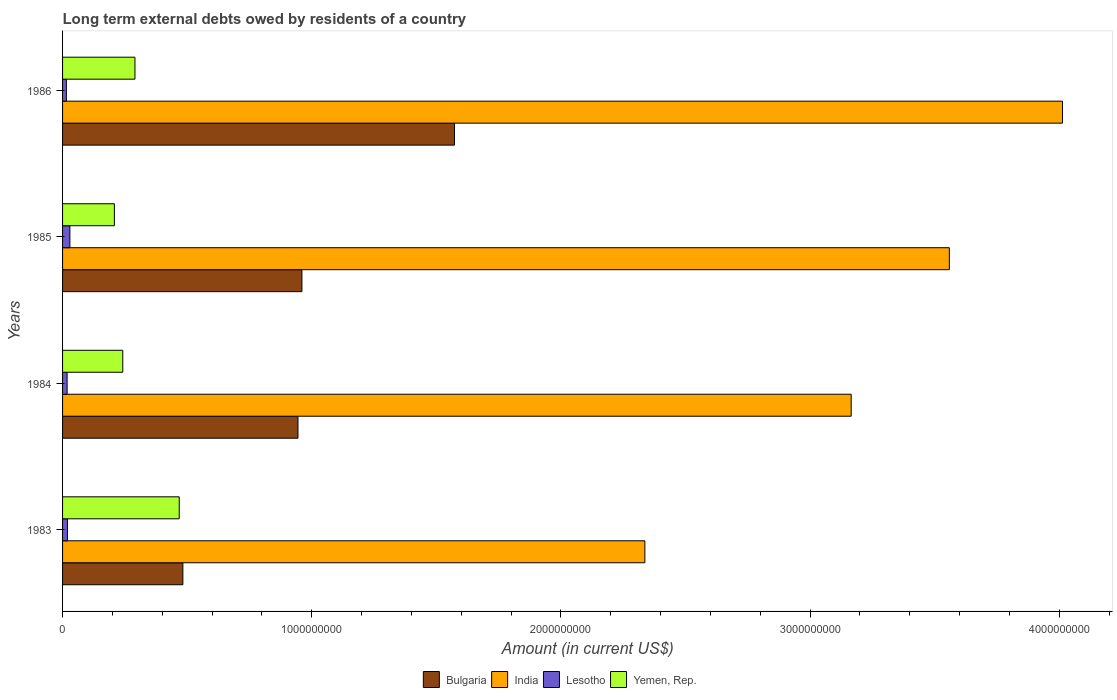 Long term external debts owed by residents of a country
1986
1985
1984
1983
Years
0
1000000000
2000000000
3000000000
4000000000
Amount (in current US$)
Bulgaria
India
Lesotho
Yemen, Rep.